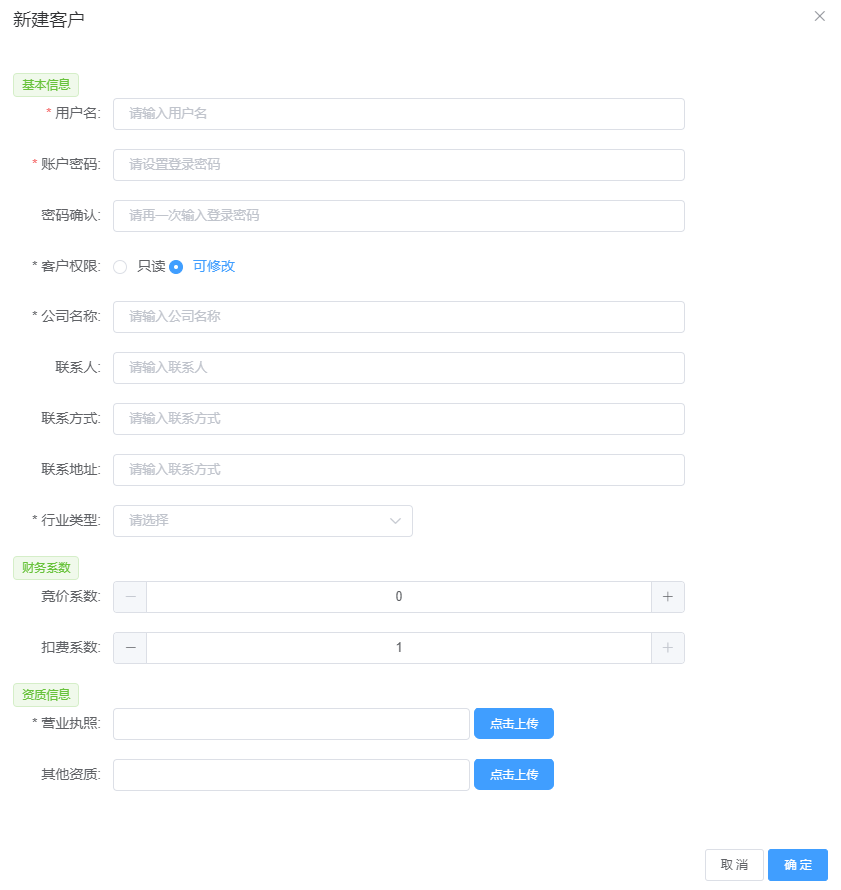 新建客户
基本信息
* 用户名: 请输入用户名
* 账户密码: 请设置登录密码
密码确认: 请再一次输入登录密码
* 客户权限: 只读 可修改
* 公司名称: 请输入公司名称
联系人: 请输入联系人
联系方式: 请输入联系方式
联系地址: 请输入联系方式
* 行业类型: 请选择
财务系数
竞价系数: － 0 ＋
扣费系数: － 1 ＋
资质信息
* 营业执照: 点击上传
其他资质: 点击上传
取 消 确 定